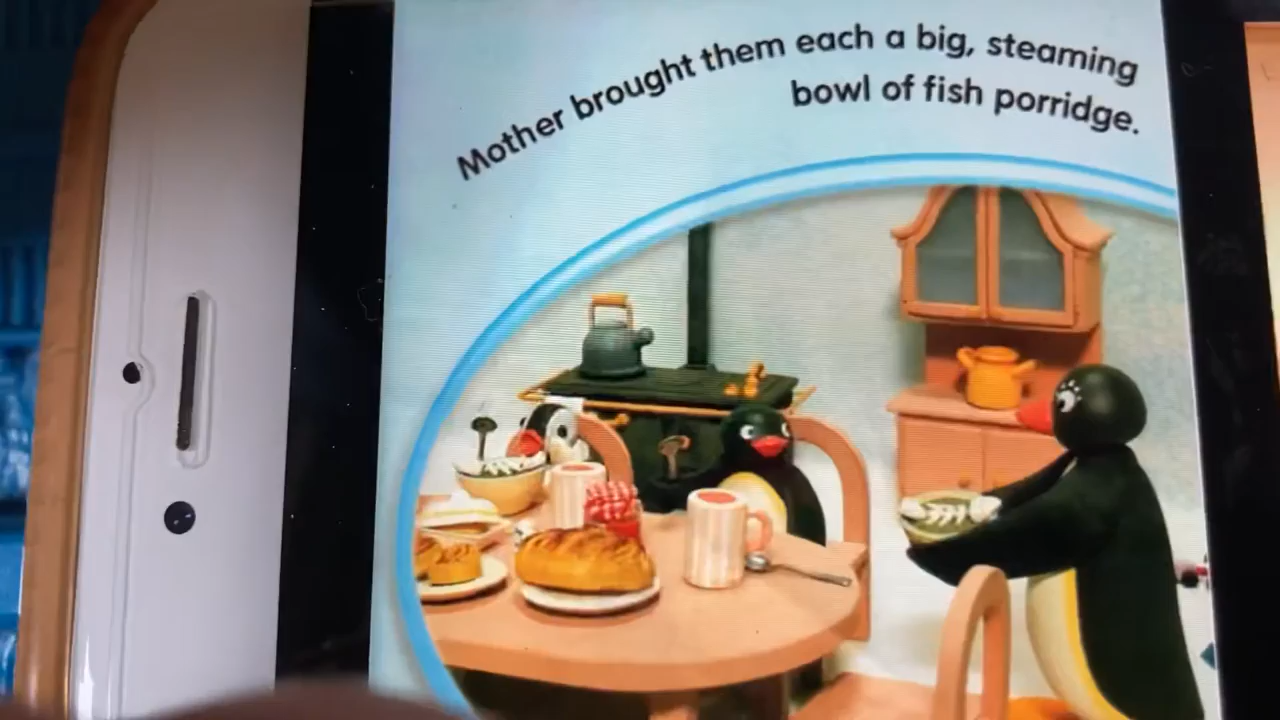 Mother brought them each a big, steaming
bowl of fish porridge.